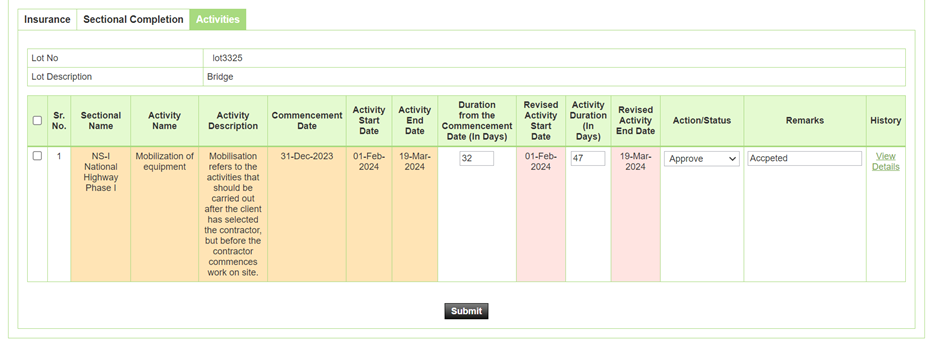 Insurance Sectional Completion Activities
Lot No lot3325
Lot Description Bridge
Sr. No. Sectional Name Activity Name Activity Description Commencement Date Activity Start Date Activity End Date Duration from the Commencement Date (In Days) Revised Activity Start Date Activity Duration (In Days) Revised Activity End Date Action/Status Remarks History
1
NS-I
National
Highway
Phase I
Mobilization of
equipment
Mobilisation
refers to the
activities that
should be
carried out
after the client
has selected
the contractor,
but before the
contractor
commences
work on site.
31-Dec-2023
01-Feb-
2024
19-Mar-
2024
32
01-Feb-
2024
47
19-Mar-
2024
Approve
Accpeted
View
Details
Submit